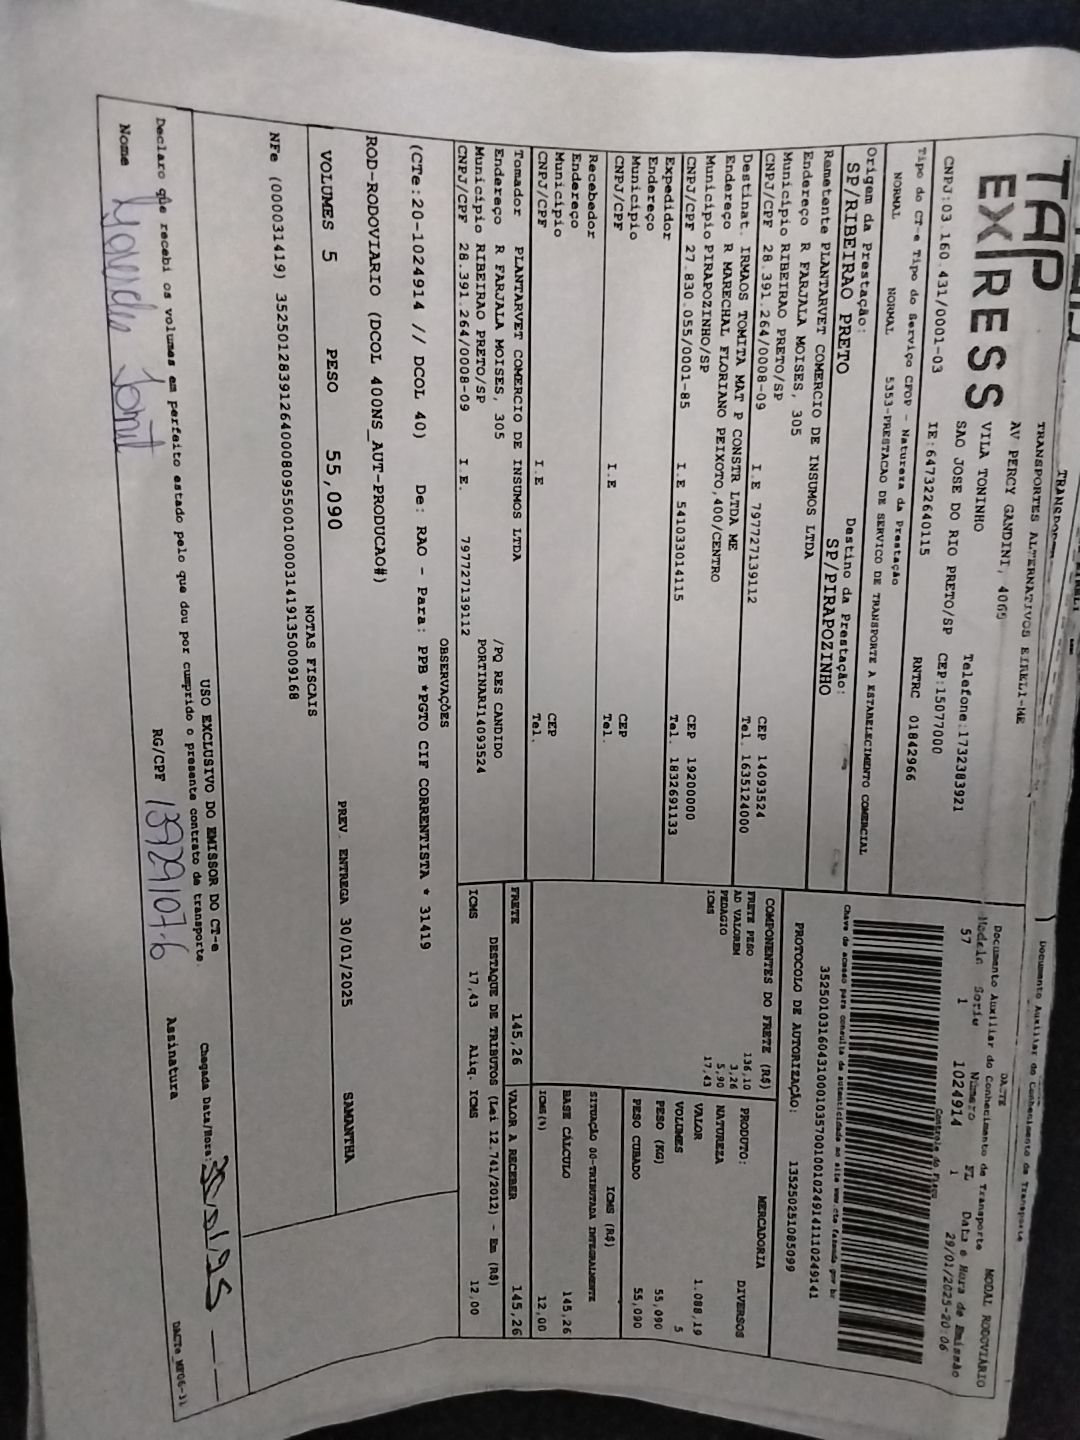 TAP
EXPRESS
TRANSPORTES ALTERNATIVOS EIRELI-ME
AV PERCY GANDINI, 4065
VILA TONINHO
SAO JOSE DO RIO PRETO/SP
Telefone:1732383921
CEP:15077000
CNPJ:03.160.431/0001-03
IE:647322640115
RNTRC 01842966
Tipo do CT-e Tipo do Serviço CFOP - Natureza da Prestação
NORMAL NORMAL 5353-PRESTACAO DE SERVICO DE TRANSPORTE A ESTABELECIMENTO COMERCIAL
Origem da Prestação: Destino da Prestação:
SP/RIBEIRAO PRETO SP/PIRAPOZINHO
Remetente PLANTARVET COMERCIO DE INSUMOS LTDA
Endereço R FARJALA MOISES, 305
Município RIBEIRAO PRETO/SP CEP 14093524
CNPJ/CPF 28.391.264/0008-09 I.E 797727139112 Tel. 1635124000
Destinat. IRMAOS TOMITA MAT P CONSTR LTDA ME
Endereço R MARECHAL FLORIANO PEIXOTO,400/CENTRO
Município PIRAPOZINHO/SP CEP 19200000
CNPJ/CPF 27.830.055/0001-85 I.E 541033014115 Tel. 1832691133
Expedidor
Endereço
Município CEP
CNPJ/CPF I.E Tel.
Recebedor
Endereço
Município CEP
CNPJ/CPF I.E Tel.
Tomador PLANTARVET COMERCIO DE INSUMOS LTDA
Endereço R FARJALA MOISES, 305 /PQ RES CANDIDO
Município RIBEIRAO PRETO/SP PORTINARI14093524
CNPJ/CPF 28.391.264/0008-09 I.E. 797727139112
Documento Auxiliar do Conhecimento de Transporte
DACTE
Documento Auxiliar do Conhecimento de Transporte
MODAL RODOVIÁRIO
Modelo Serie Número FL Data e Hora de Emissão
57 1 1024914 1 29/01/2025-20:06
Controle do Fisco
Chave de acesso para consulta de autenticidade no site www.cte.fazenda.gov.br
PROTOCOLO DE AUTORIZAÇÃO: 135250251085099
COMPONENTES DO FRETE (R$)
FRETE PESO 136,10
AD VALOREM 3,26
PEDAGIO 5,90
ICMS 17,43
MERCADORIA
PRODUTO: DIVERSOS
NATUREZA
VALOR 1.088,19
VOLUMES 5
PESO (KG) 55,090
PESO CUBADO 55,090
ICMS (R$)
SITUAÇÃO 00-TRIBUTADA INTEGRALMENTE
BASE CÁLCULO 145,26
ICMS(%) 12,00
FRETE 145,26 VALOR A RECEBER 145,26
DESTAQUE DE TRIBUTOS (Lei 12.741/2012) - Em (R$)
ICMS 17,43 Aliq. ICMS 12,00
OBSERVAÇÕES
(CTe:20-1024914 // DCOL 40) De: RAO - Para: PPB *PGTO CIF CORRENTISTA * 31419
ROD-RODOVIARIO (DCOL 400NS_AUT-PRODUCAO#)
VOLUMES 5 PESO 55,090 PREV. ENTREGA 30/01/2025 SAMANTHA
NOTAS FISCAIS
USO EXCLUSIVO DO EMISSOR DO CT-e
Declaro que recebi os volumes em perfeito estado pelo que dou por cumprido o presente contrato de transporte.
Chegada Data/Hora: 30/01/25
Nome RG/CPF Assinatura
DACTe_MF06-11